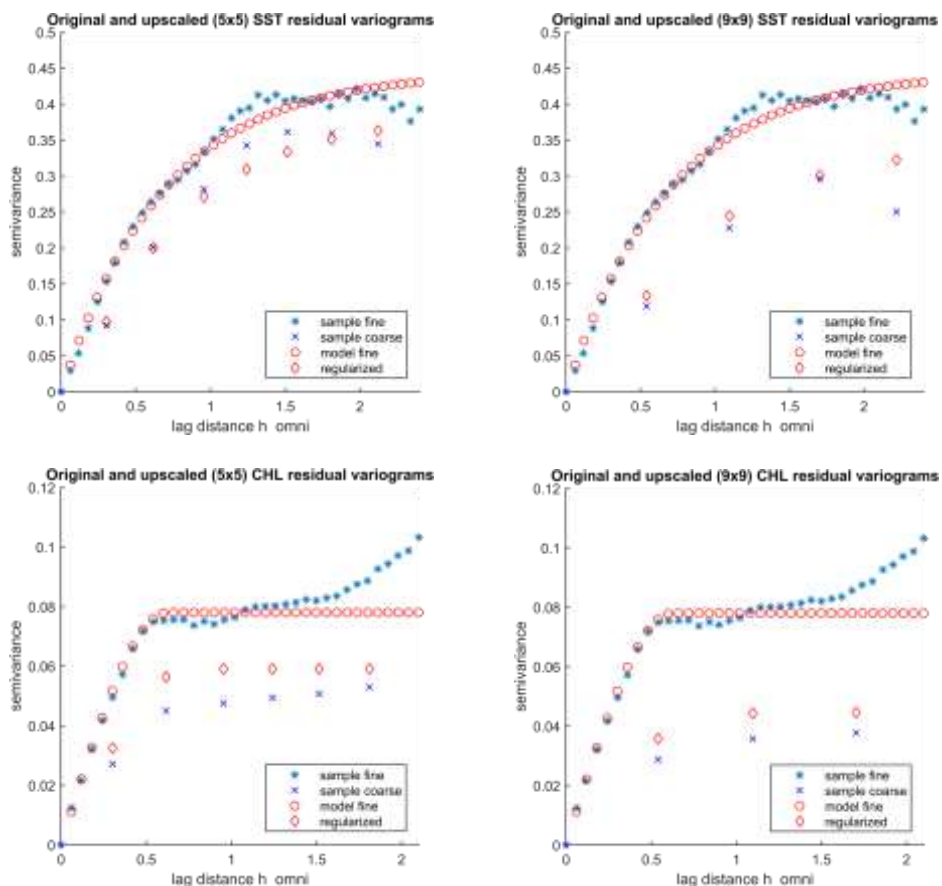 Original and upscaled (5x5) SST residual variograms
0.5
0.45
0.4
0.35
0.3
0.25
0.2
0.15
0.1
0.05
0
semivariance
sample fine
sample coarse
model fine
regularized
0 0.5 1 1.5 2
lag distance h omni
Original and upscaled (9x9) SST residual variograms
0.5
0.45
0.4
0.35
0.3
0.25
0.2
0.15
0.1
0.05
0
semivariance
sample fine
sample coarse
model fine
regularized
0 0.5 1 1.5 2
lag distance h omni
Original and upscaled (5x5) CHL residual variograms
0.12
0.1
0.08
0.06
0.04
0.02
0
semivariance
sample fine
sample coarse
model fine
regularized
0 0.5 1 1.5 2
lag distance h omni
Original and upscaled (9x9) CHL residual variograms
0.12
0.1
0.08
0.06
0.04
0.02
0
semivariance
sample fine
sample coarse
model fine
regularized
0 0.5 1 1.5 2
lag distance h omni